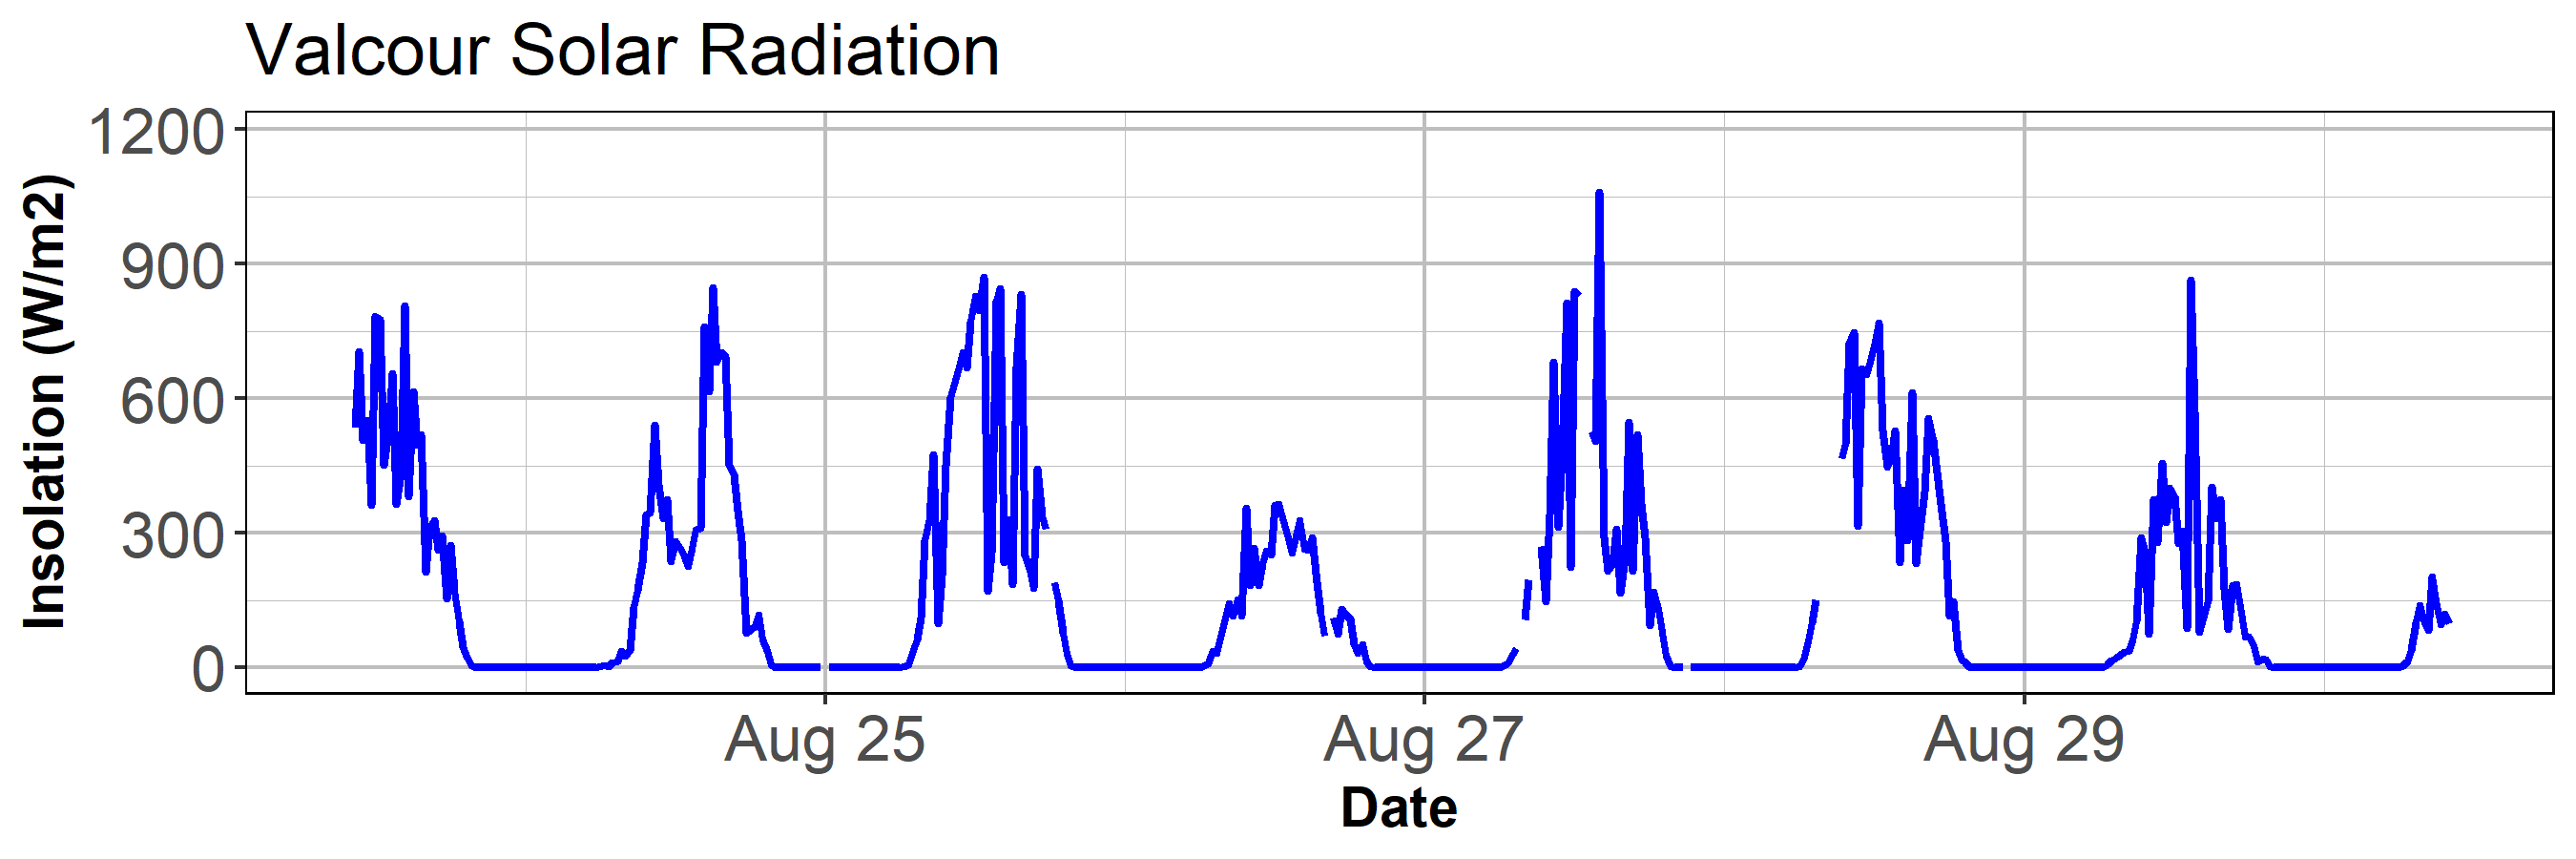 Valcour Solar Radiation
1200
900
600
300
0
Insolation (W/m2)
Aug 25 Aug 27 Aug 29
Date